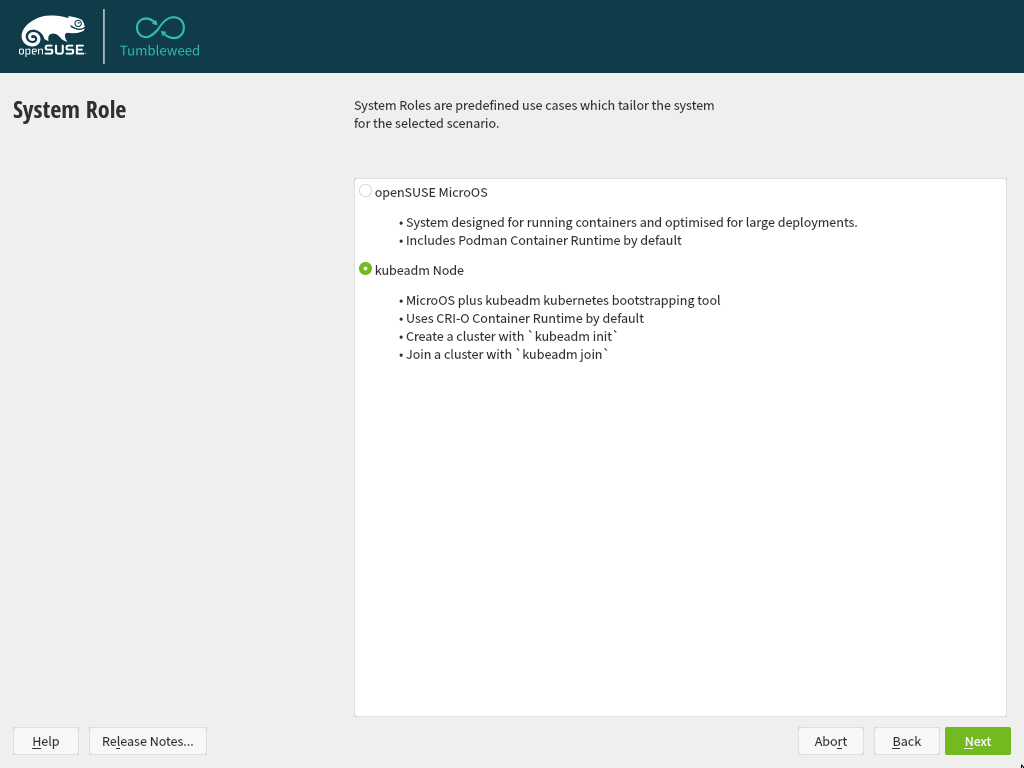 openSUSE
Tumbleweed
System Role
System Roles are predefined use cases which tailor the system
for the selected scenario.
openSUSE MicroOS
• System designed for running containers and optimised for large deployments.
• Includes Podman Container Runtime by default
kubeadm Node
• MicroOS plus kubeadm kubernetes bootstrapping tool
• Uses CRI-O Container Runtime by default
• Create a cluster with `kubeadm init`
• Join a cluster with `kubeadm join`
Help
Release Notes...
Abort
Back
Next